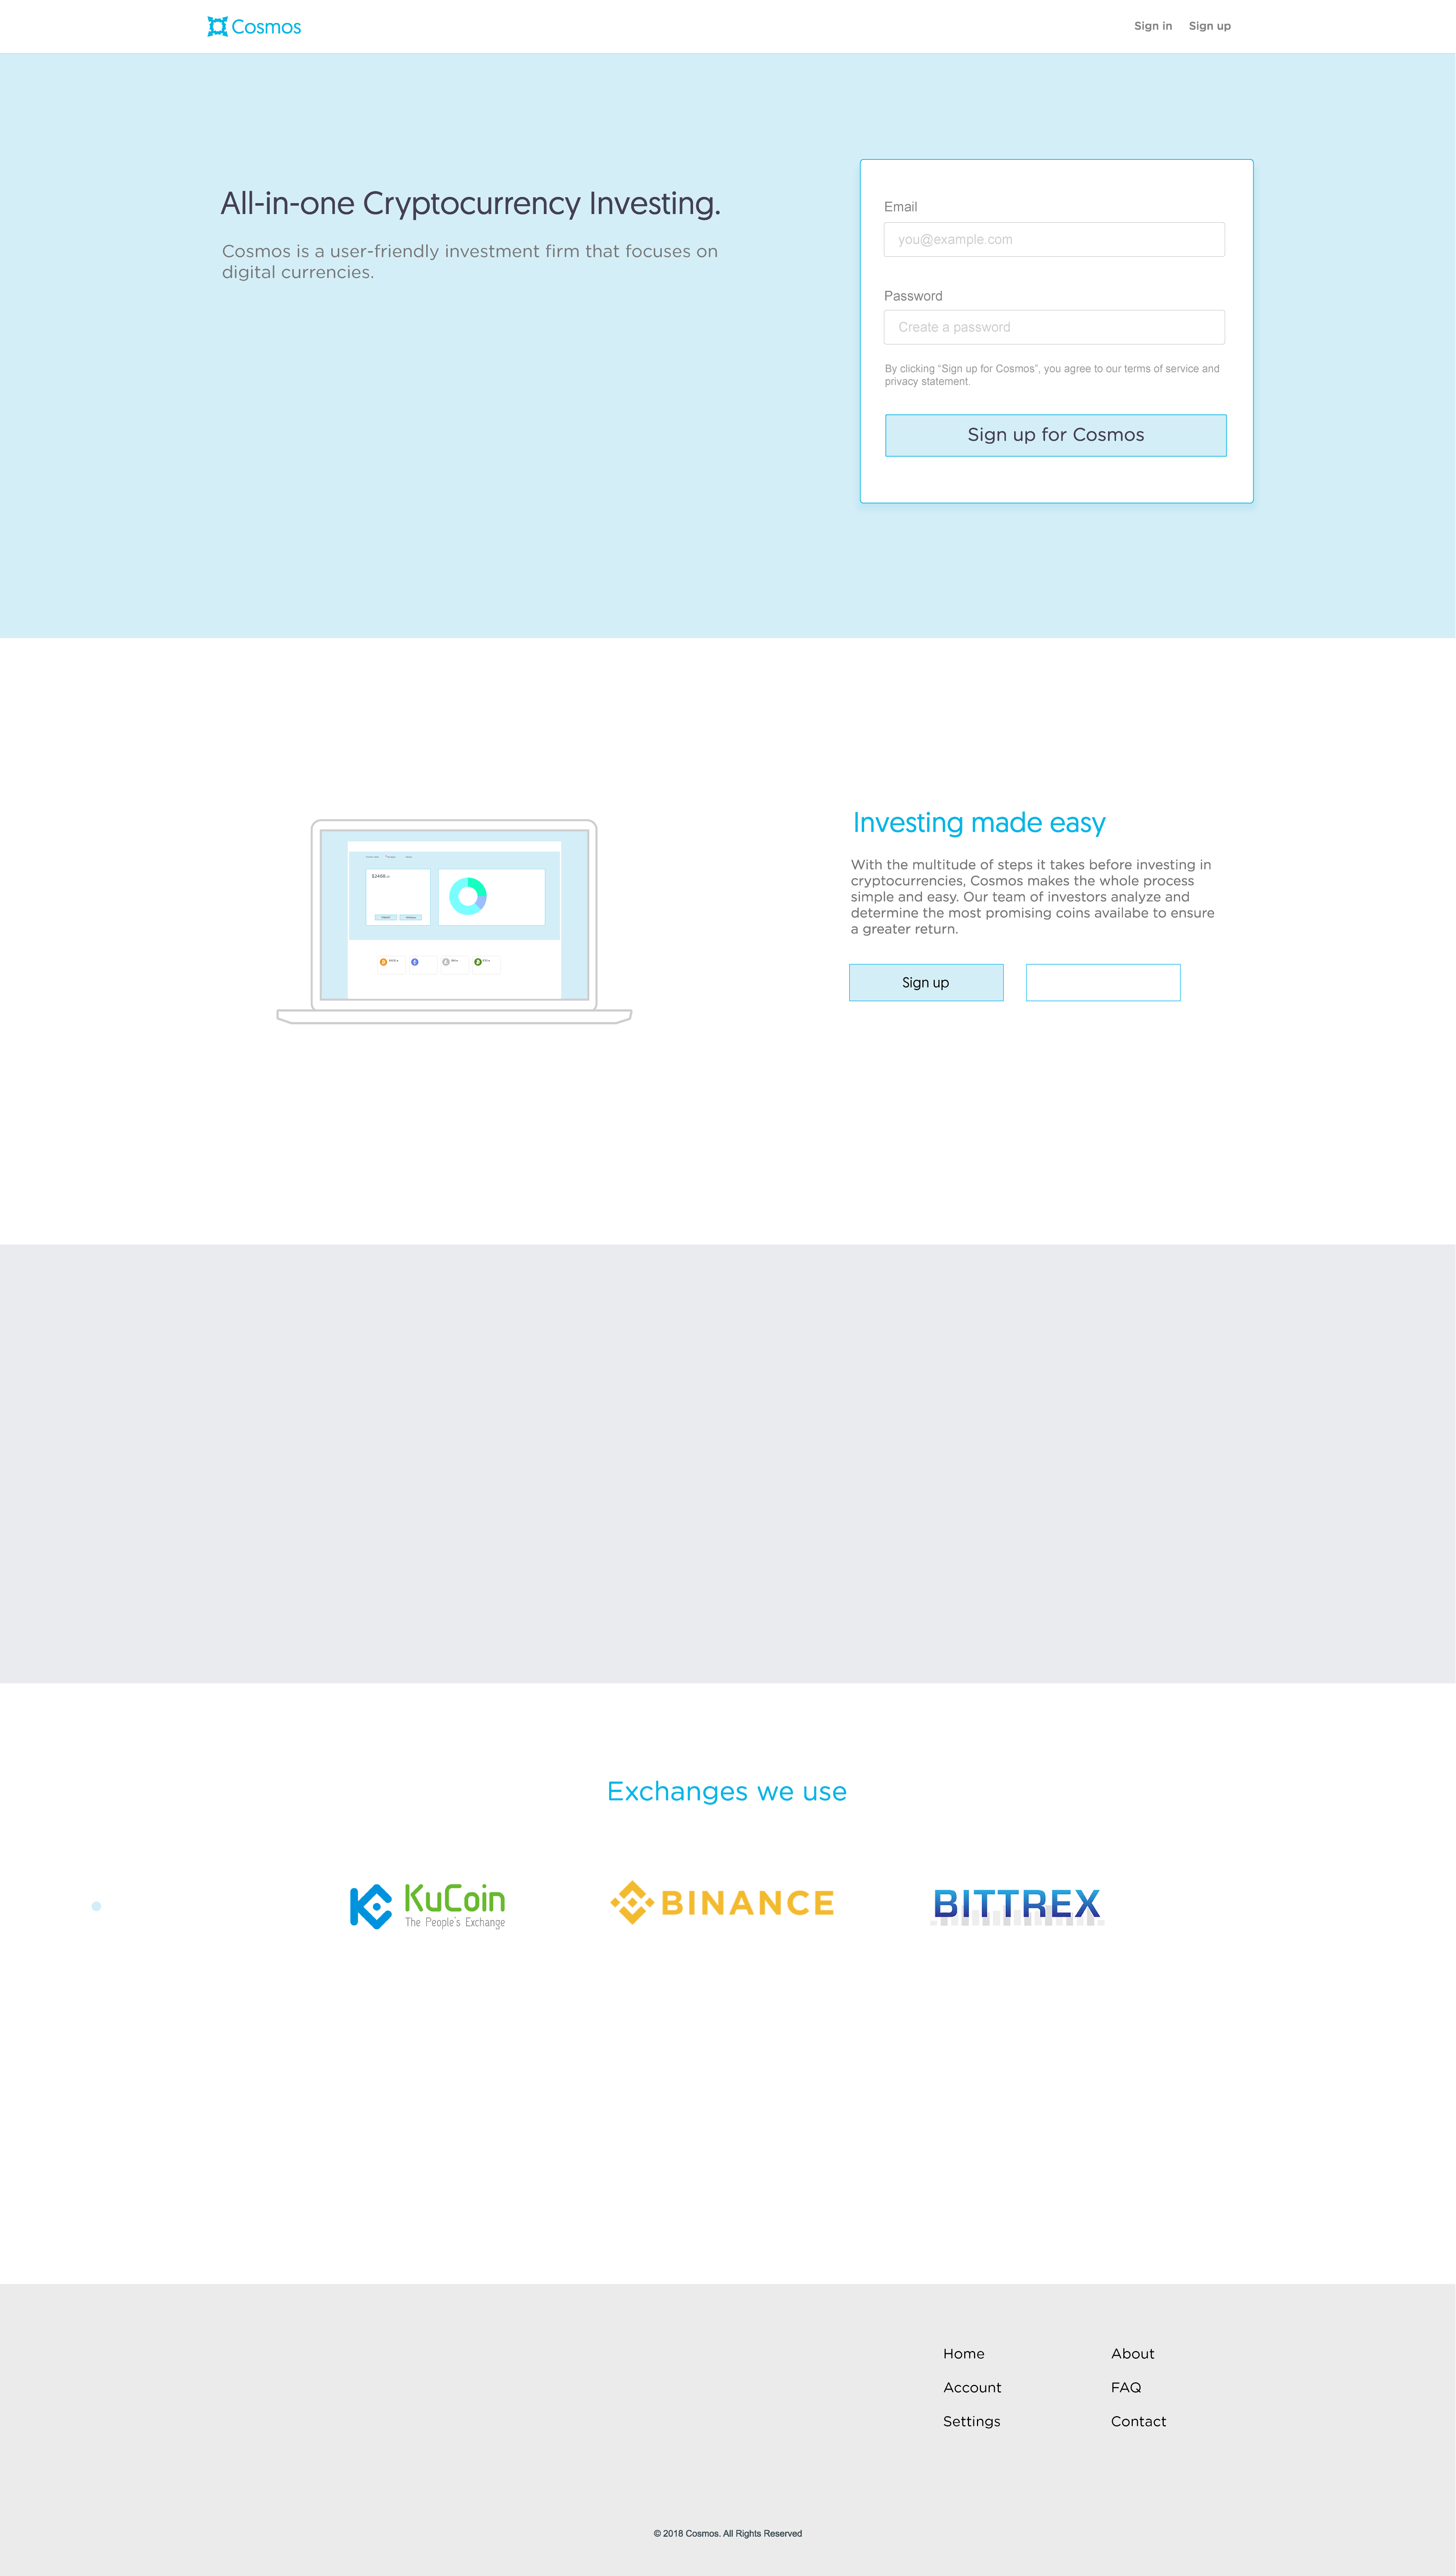 Cosmos
Sign in
Sign up
All-in-one Cryptocurrency Investing.
Cosmos is a user-friendly investment firm that focuses on
digital currencies.
Email
you@example.com
Password
Create a password
By clicking “Sign up for Cosmos”, you agree to our terms of service and
privacy statement.
Sign up for Cosmos
Investing made easy
With the multitude of steps it takes before investing in
cryptocurrencies, Cosmos makes the whole process
simple and easy. Our team of investors analyze and
determine the most promising coins availabe to ensure
a greater return.
Sign up
Exchanges we use
KuCoin
The People's Exchange
BINANCE
BITTREX
Home
About
Account
FAQ
Settings
Contact
© 2018 Cosmos. All Rights Reserved